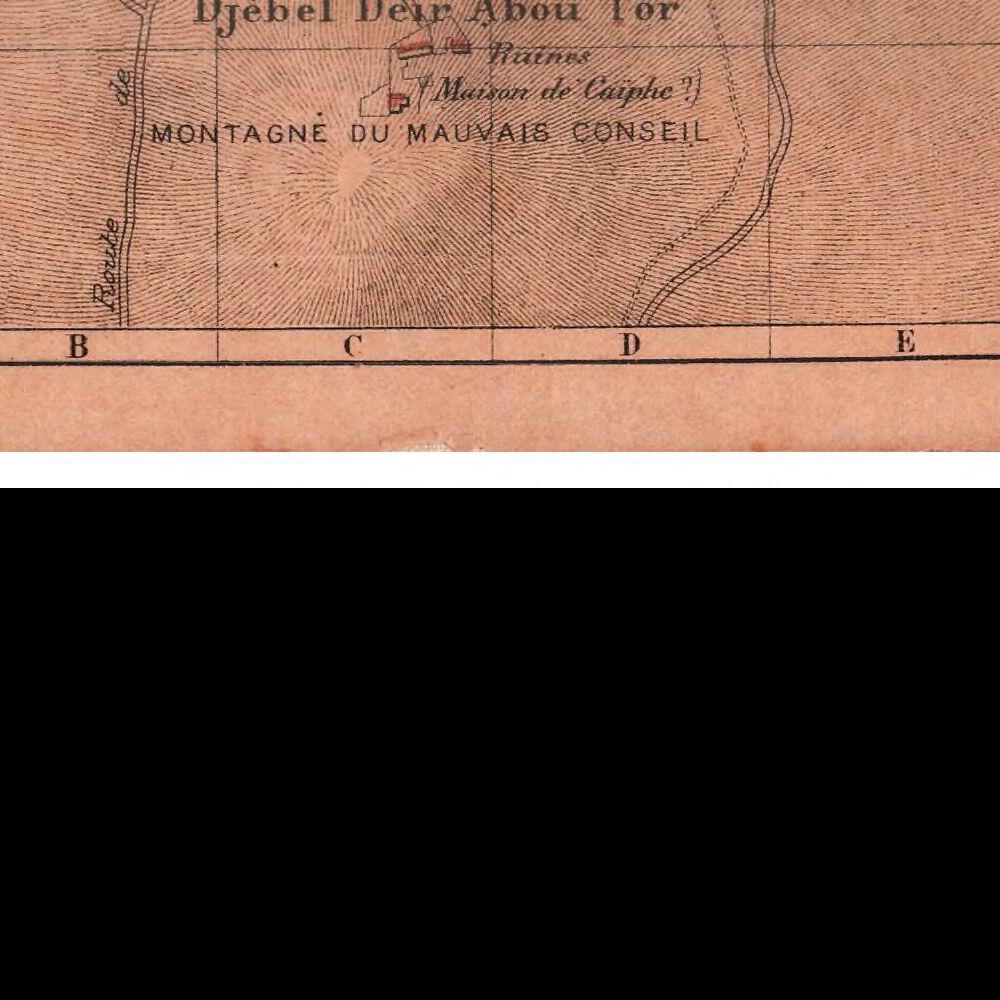 Djebel Deir Abou Tor
Ruines
(Maison de Caïphe ?)
MONTAGNE DU MAUVAIS CONSEIL
Route de
B C D E